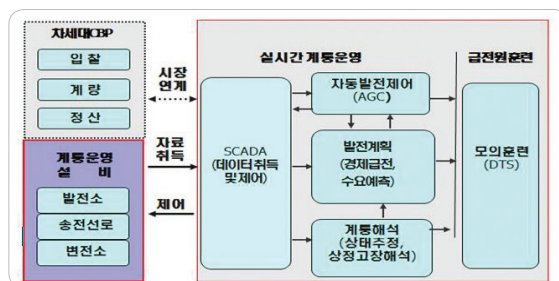 차세대CBP
입 찰
계 량
정 산
계통운영
설 비
발전소
송전선로
변전소
시장
연계
자료
취득
제어
실시간 계통운영
SCADA
(데이터 취득
및 제어)
자동발전제어
(AGC)
발전계획
(경제급전,
수요예측)
계통해석
(상태추정,
상정고장해석)
급전원훈련
모의훈련
(DTS)